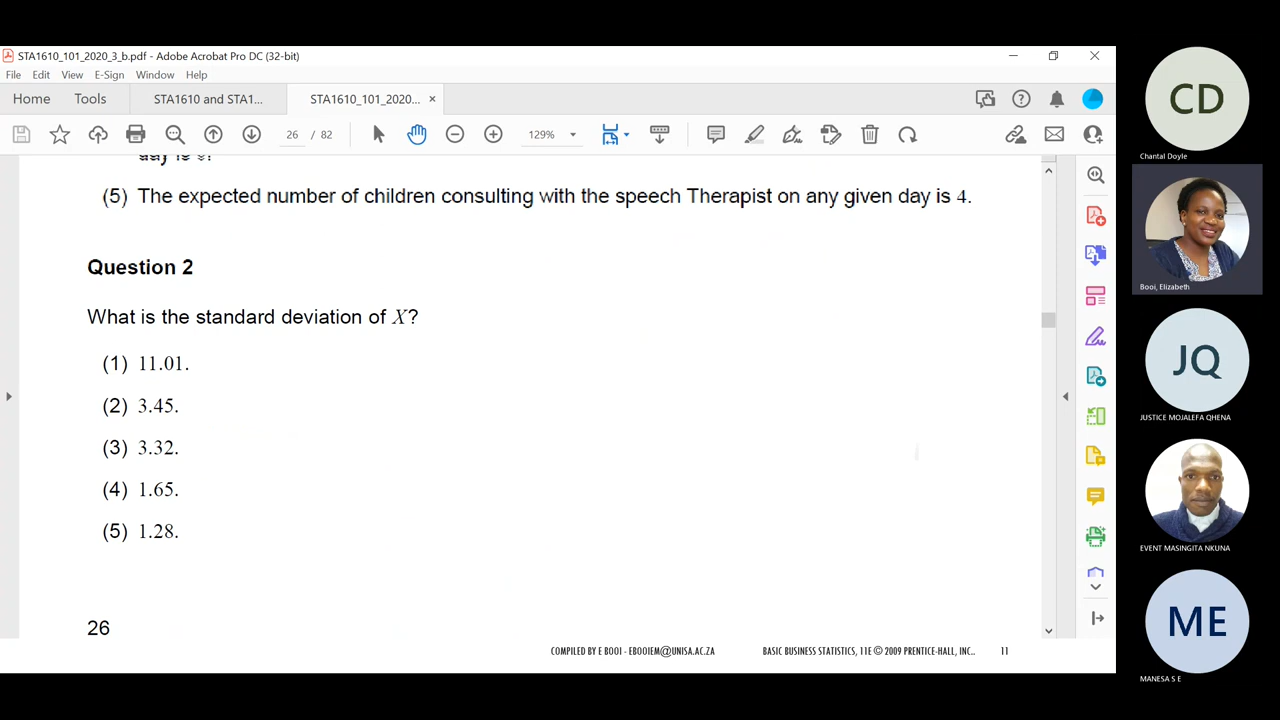 STA1610_101_2020_3_b.pdf - Adobe Acrobat Pro DC (32-bit)
File Edit View E-Sign Window Help
Home Tools STA1610 and STA1... STA1610_101_2020... ×
26 / 82 129%
day is
(5) The expected number of children consulting with the speech Therapist on any given day is 4.
Question 2
What is the standard deviation of X?
(1) 11.01.
(2) 3.45.
(3) 3.32.
(4) 1.65.
(5) 1.28.
26
COMPILED BY E BOOI - EBOOIEM@UNISA.AC.ZA BASIC BUSINESS STATISTICS, 11E © 2009 PRENTICE-HALL, INC.. 11
CD
Chantal Doyle
Booi, Elizabeth
JQ
JUSTICE MOJALEFA QHENA
EVENT MASINGITA NKUNA
ME
MANESA S E